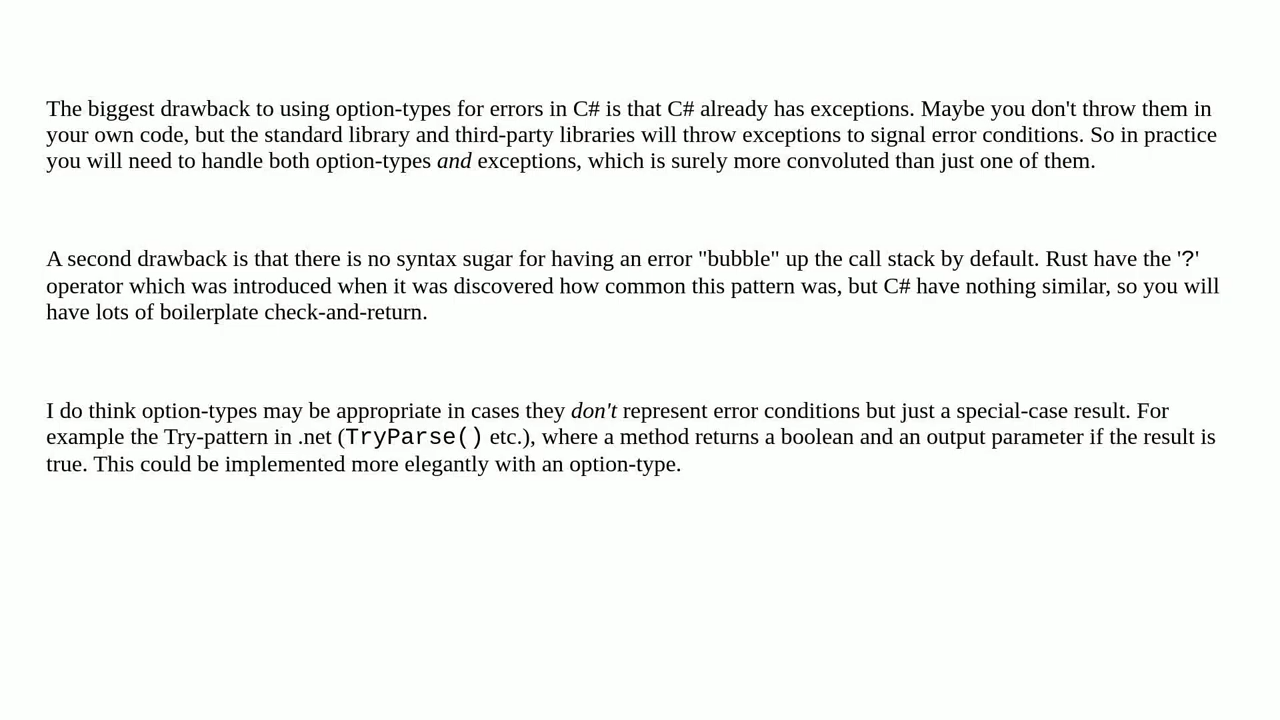 The biggest drawback to using option-types for errors in C# is that C# already has exceptions. Maybe you don't throw them in
your own code, but the standard library and third-party libraries will throw exceptions to signal error conditions. So in practice
you will need to handle both option-types and exceptions, which is surely more convoluted than just one of them.
A second drawback is that there is no syntax sugar for having an error "bubble" up the call stack by default. Rust have the '?'
operator which was introduced when it was discovered how common this pattern was, but C# have nothing similar, so you will
have lots of boilerplate check-and-return.
I do think option-types may be appropriate in cases they don't represent error conditions but just a special-case result. For
example the Try-pattern in .net (TryParse() etc.), where a method returns a boolean and an output parameter if the result is
true. This could be implemented more elegantly with an option-type.